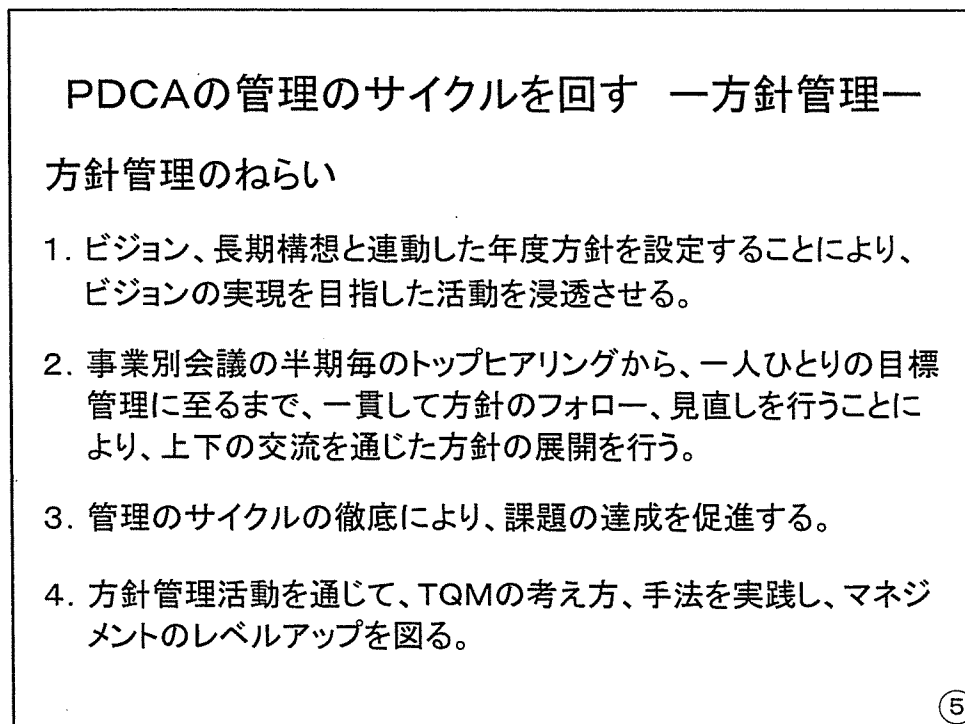 PDCAの管理のサイクルを回す　ー方針管理ー
方針管理のねらい
1. ビジョン、長期構想と連動した年度方針を設定することにより、
ビジョンの実現を目指した活動を浸透させる。
2. 事業別会議の半期毎のトップヒアリングから、一人ひとりの目標
管理に至るまで、一貫して方針のフォロー、見直しを行うことに
より、上下の交流を通じた方針の展開を行う。
3. 管理のサイクルの徹底により、課題の達成を促進する。
4. 方針管理活動を通じて、TQMの考え方、手法を実践し、マネジ
メントのレベルアップを図る。
⑤